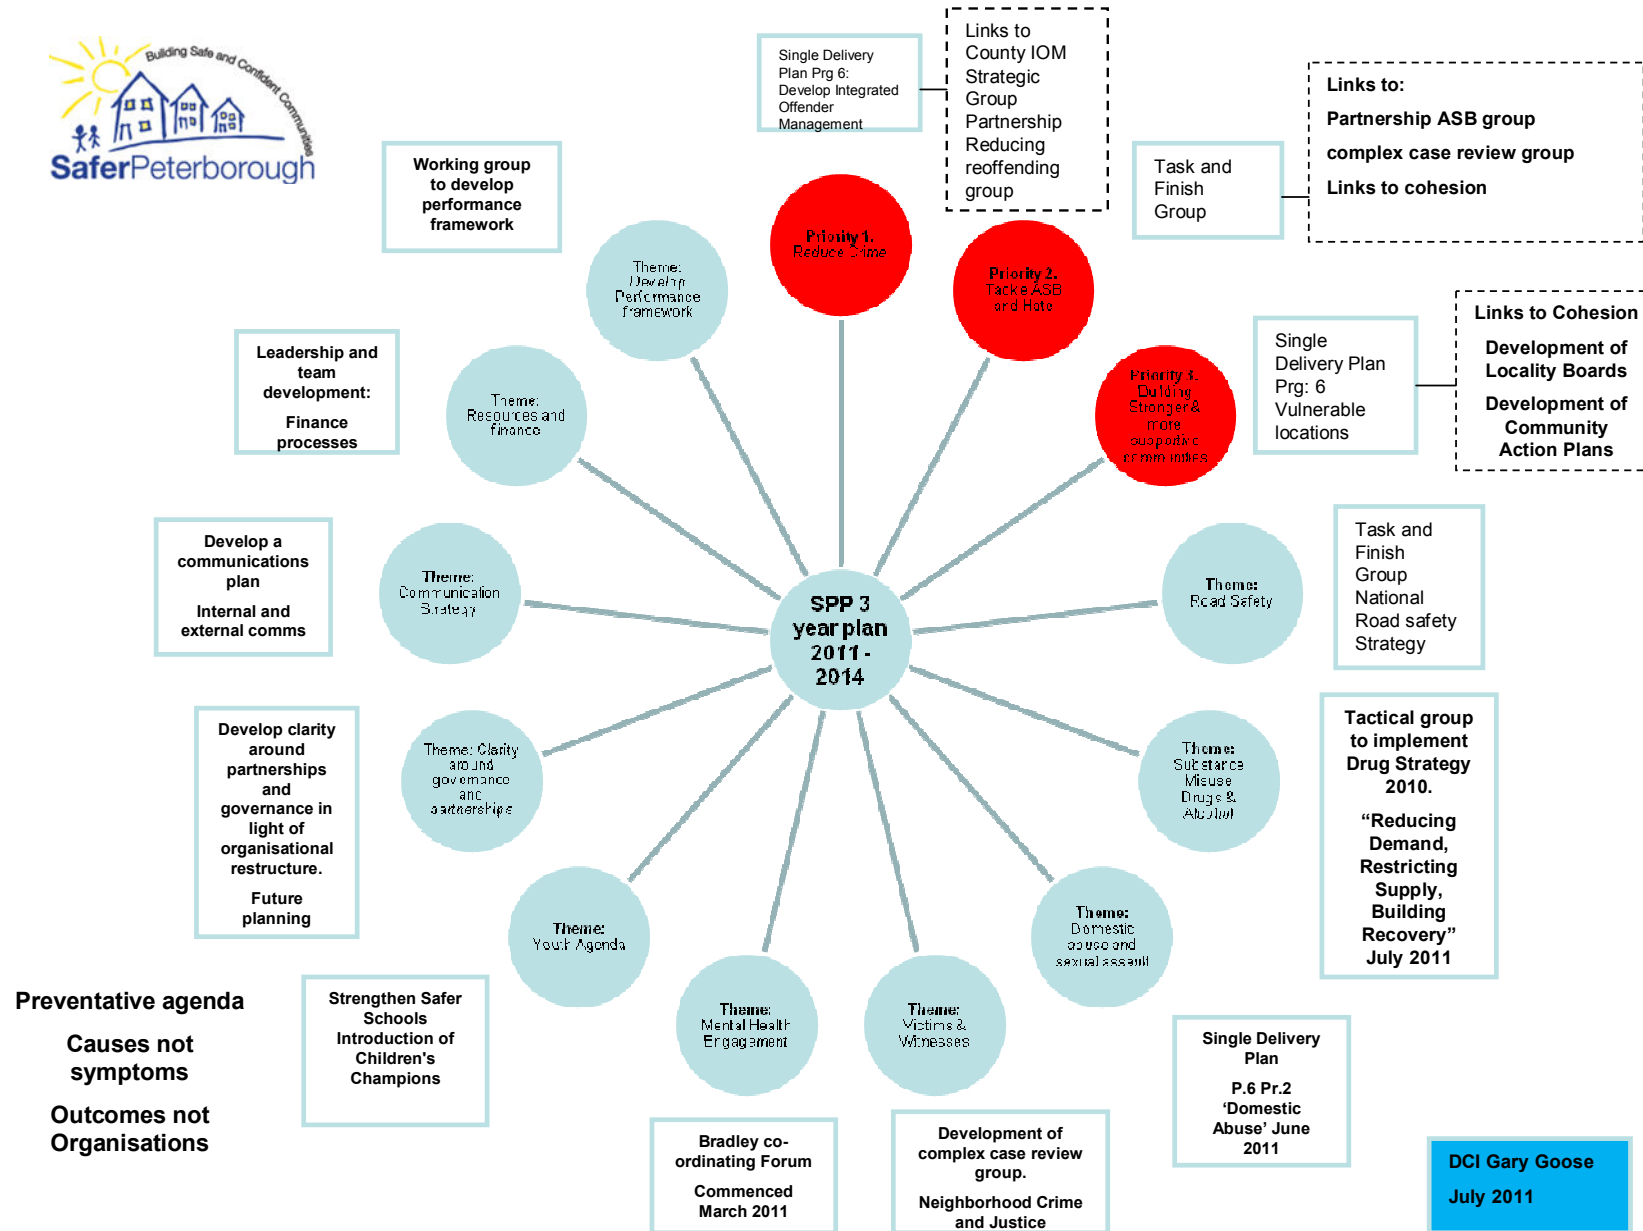 Building Safe and Confident Communities
SaferPeterborough
Single Delivery
Plan Prg 6:
Develop Integrated
Offender
Management
Links to
County IOM
Strategic
Group
Partnership
Reducing
reoffending
group
Links to:
Partnership ASB group
complex case review group
Links to cohesion
Task and
Finish
Group
Working group
to develop
performance
framework
Priority 1.
Reduce Crime
Priority 2.
Tackle ASB
and Hate
Theme:
Develop
Performance
framework
Links to Cohesion
Development of
Locality Boards
Development of
Community
Action Plans
Single
Delivery Plan
Prg: 6
Vulnerable
locations
Priority 3.
Building
Stronger &
more
supportive
communities
Leadership and
team
development:
Finance
processes
Theme:
Resources and
finance
Develop a
communications
plan
Internal and
external comms
Theme:
Communication
Strategy
SPP 3
year plan
2011 -
2014
Theme:
Road Safety
Task and
Finish
Group
National
Road safety
Strategy
Develop clarity
around
partnerships
and
governance in
light of
organisational
restructure.
Future
planning
Theme: Clarity
around
governance
and
partnerships
Theme:
Substance
Misuse
Drugs &
Alcohol
Tactical group
to implement
Drug Strategy
2010.
“Reducing
Demand,
Restricting
Supply,
Building
Recovery”
July 2011
Theme:
Youth Agenda
Theme:
Domestic
abuse and
sexual assault
Theme:
Mental Health
Engagement
Theme:
Victims &
Witnesses
Preventative agenda
Causes not
symptoms
Outcomes not
Organisations
Strengthen Safer
Schools
Introduction of
Children's
Champions
Bradley co-
ordinating Forum
Commenced
March 2011
Development of
complex case review
group.
Neighborhood Crime
and Justice
Single Delivery
Plan
P.6 Pr.2
‘Domestic
Abuse’ June
2011
DCI Gary Goose
July 2011